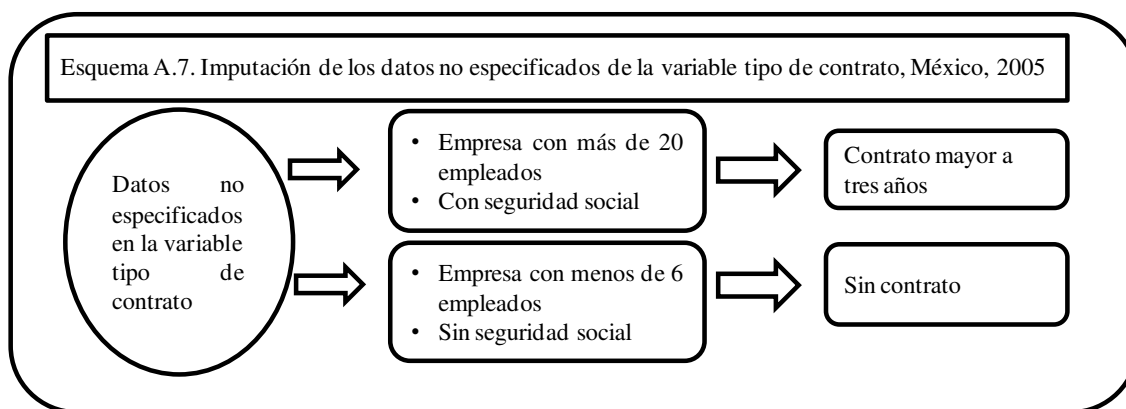 Esquema A.7. Imputación de los datos no especificados de la variable tipo de contrato, México, 2005
Datos no
especificados
en la variable
tipo de
contrato
• Empresa con más de 20
empleados
• Con seguridad social
Contrato mayor a
tres años
• Empresa con menos de 6
empleados
• Sin seguridad social
Sin contrato